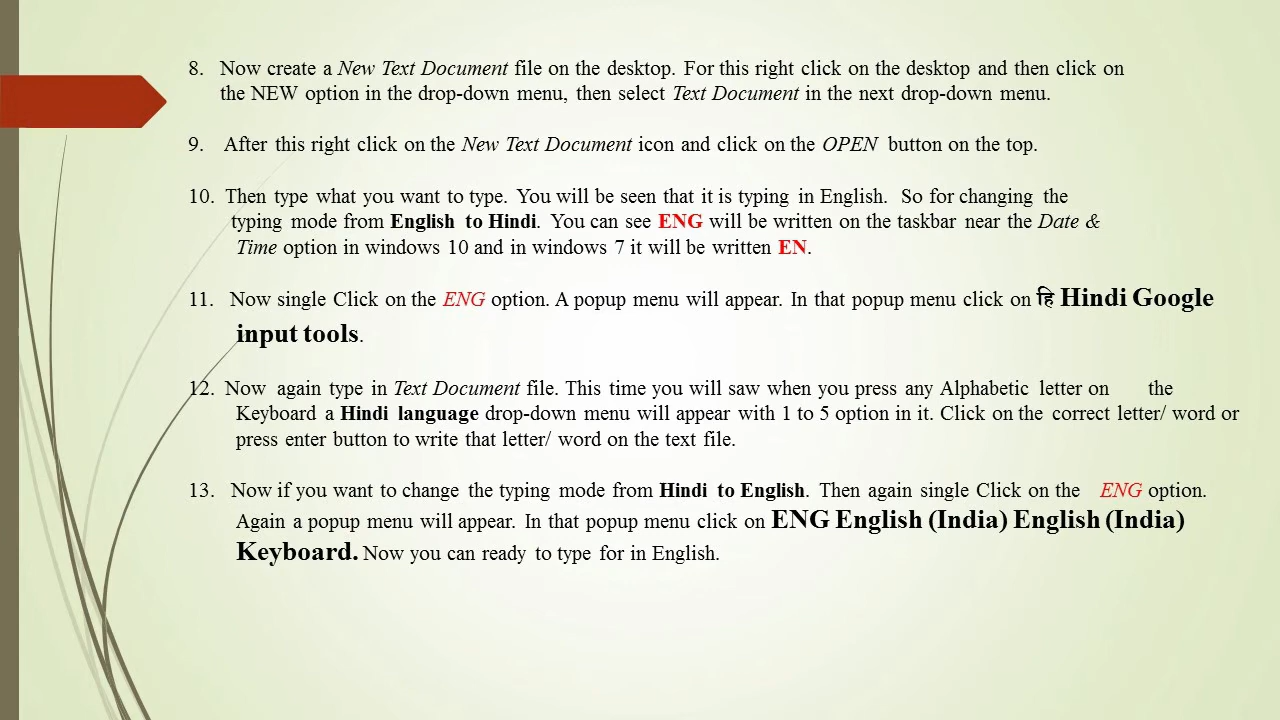 8. Now create a New Text Document file on the desktop. For this right click on the desktop and then click on
the NEW option in the drop-down menu, then select Text Document in the next drop-down menu.
9. After this right click on the New Text Document icon and click on the OPEN button on the top.
10. Then type what you want to type. You will be seen that it is typing in English. So for changing the
typing mode from English to Hindi. You can see ENG will be written on the taskbar near the Date &
Time option in windows 10 and in windows 7 it will be written EN.
11. Now single Click on the ENG option. A popup menu will appear. In that popup menu click on हि Hindi Google
input tools.
12. Now again type in Text Document file. This time you will saw when you press any Alphabetic letter on the
Keyboard a Hindi language drop-down menu will appear with 1 to 5 option in it. Click on the correct letter/ word or
press enter button to write that letter/ word on the text file.
13. Now if you want to change the typing mode from Hindi to English. Then again single Click on the ENG option.
Again a popup menu will appear. In that popup menu click on ENG English (India) English (India)
Keyboard. Now you can ready to type for in English.